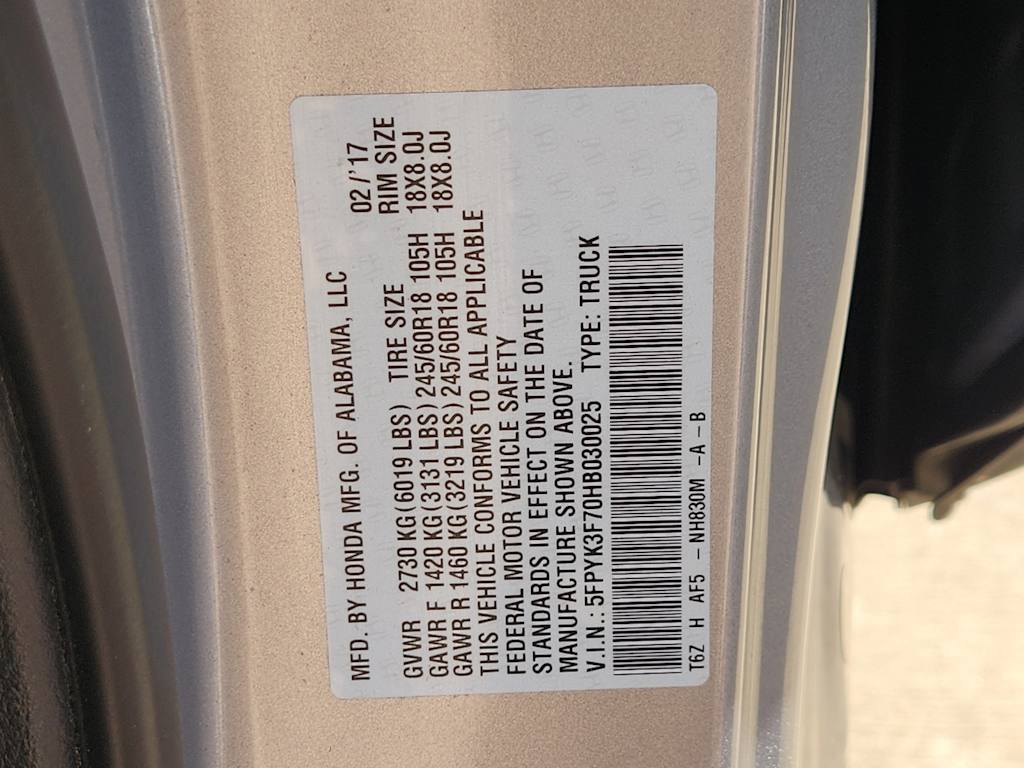 MFD. BY HONDA MFG. OF ALABAMA, LLC 02/'17
GVWR 2730 KG (6019 LBS) TIRE SIZE RIM SIZE
GAWR F 1420 KG (3131 LBS) 245/60R18 105H 18X8.0J
GAWR R 1460 KG (3219 LBS) 245/60R18 105H 18X8.0J
THIS VEHICLE CONFORMS TO ALL APPLICABLE
FEDERAL MOTOR VEHICLE SAFETY
STANDARDS IN EFFECT ON THE DATE OF
MANUFACTURE SHOWN ABOVE.
V.I.N.: 5FPYK3F70HB030025 TYPE: TRUCK
T6Z H AF5 - NH830M - A - B